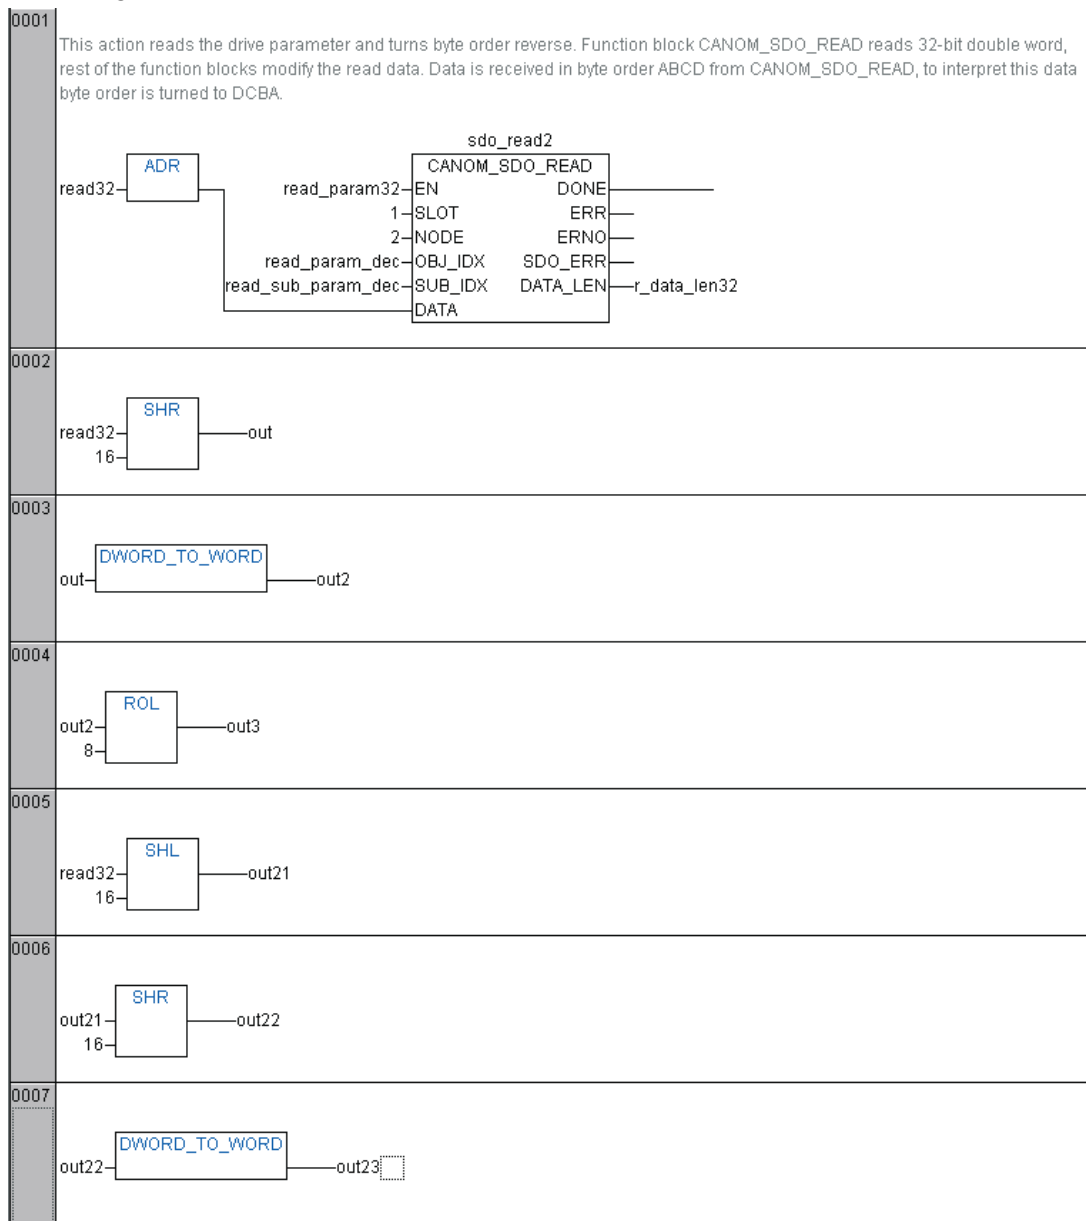 0001
This action reads the drive parameter and turns byte order reverse. Function block CANOM_SDO_READ reads 32-bit double word,
rest of the function blocks modify the read data. Data is received in byte order ABCD from CANOM_SDO_READ, to interpret this data
byte order is turned to DCBA.
sdo_read2
ADR
CANOM_SDO_READ
read32
read_param32 EN DONE
1 SLOT ERR
2 NODE ERNO
read_param_dec OBJ_IDX SDO_ERR
read_sub_param_dec SUB_IDX DATA_LEN r_data_len32
DATA
0002
SHR
read32 out
16
0003
DWORD_TO_WORD
out out2
0004
ROL
out2 out3
8
0005
SHL
read32 out21
16
0006
SHR
out21 out22
16
0007
DWORD_TO_WORD
out22 out23